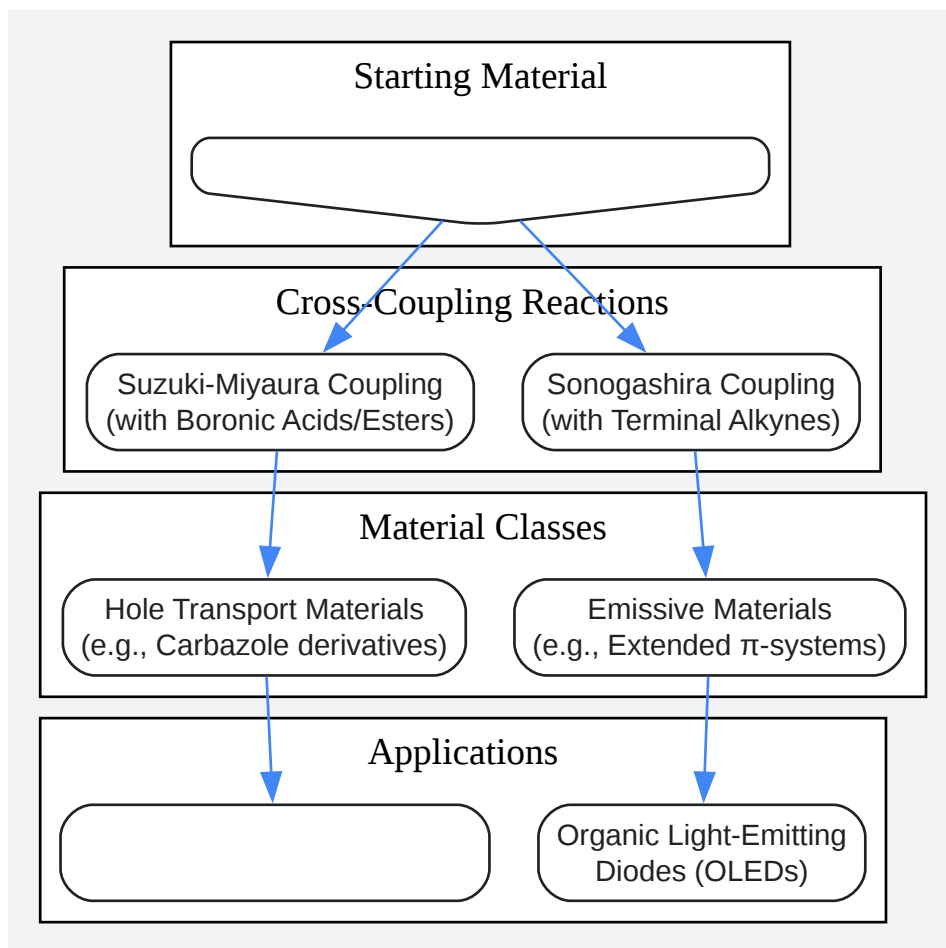 Starting Material
Cross-Coupling Reactions
Suzuki-Miyaura Coupling
(with Boronic Acids/Esters)
Sonogashira Coupling
(with Terminal Alkynes)
Material Classes
Hole Transport Materials
(e.g., Carbazole derivatives)
Emissive Materials
(e.g., Extended π-systems)
Applications
Organic Light-Emitting
Diodes (OLEDs)